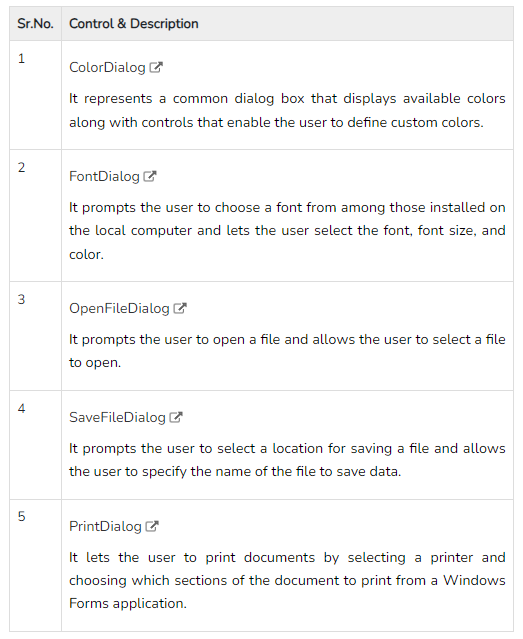 Sr.No. Control & Description
1
ColorDialog
It represents a common dialog box that displays available colors
along with controls that enable the user to define custom colors.
2
FontDialog
It prompts the user to choose a font from among those installed on
the local computer and lets the user select the font, font size, and
color.
3
OpenFileDialog
It prompts the user to open a file and allows the user to select a file
to open.
4
SaveFileDialog
It prompts the user to select a location for saving a file and allows
the user to specify the name of the file to save data.
5
PrintDialog
It lets the user to print documents by selecting a printer and
choosing which sections of the document to print from a Windows
Forms application.